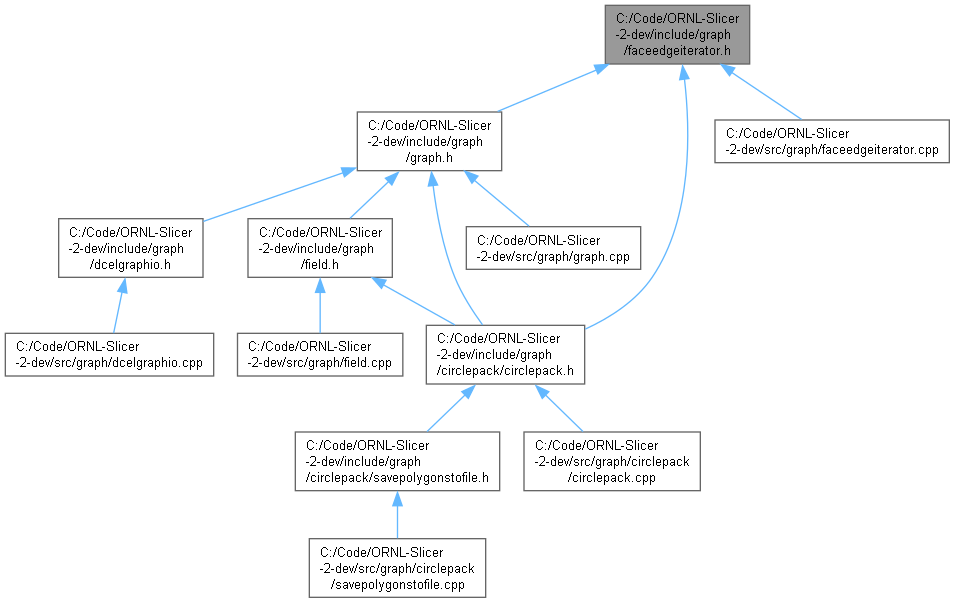 C:/Code/ORNL-Slicer
-2-dev/include/graph
/faceedgeiterator.h
C:/Code/ORNL-Slicer
-2-dev/include/graph
/graph.h
C:/Code/ORNL-Slicer
-2-dev/src/graph/faceedgeiterator.cpp
C:/Code/ORNL-Slicer
-2-dev/include/graph
/dcelgraphio.h
C:/Code/ORNL-Slicer
-2-dev/include/graph
/field.h
C:/Code/ORNL-Slicer
-2-dev/src/graph/graph.cpp
C:/Code/ORNL-Slicer
-2-dev/src/graph/dcelgraphio.cpp
C:/Code/ORNL-Slicer
-2-dev/src/graph/field.cpp
C:/Code/ORNL-Slicer
-2-dev/include/graph
/circlepack/circlepack.h
C:/Code/ORNL-Slicer
-2-dev/include/graph
/circlepack/savepolygonstofile.h
C:/Code/ORNL-Slicer
-2-dev/src/graph/circlepack
/circlepack.cpp
C:/Code/ORNL-Slicer
-2-dev/src/graph/circlepack
/savepolygonstofile.cpp